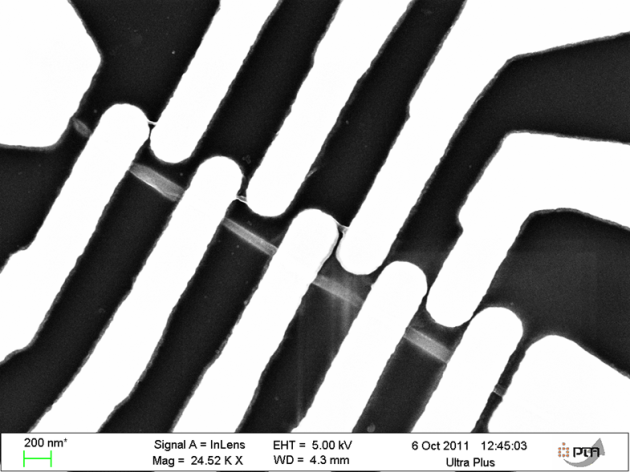 200 nm*
Signal A = InLens EHT = 5.00 kV 6 Oct 2011 12:45:03
Mag = 24.52 K X WD = 4.3 mm Ultra Plus